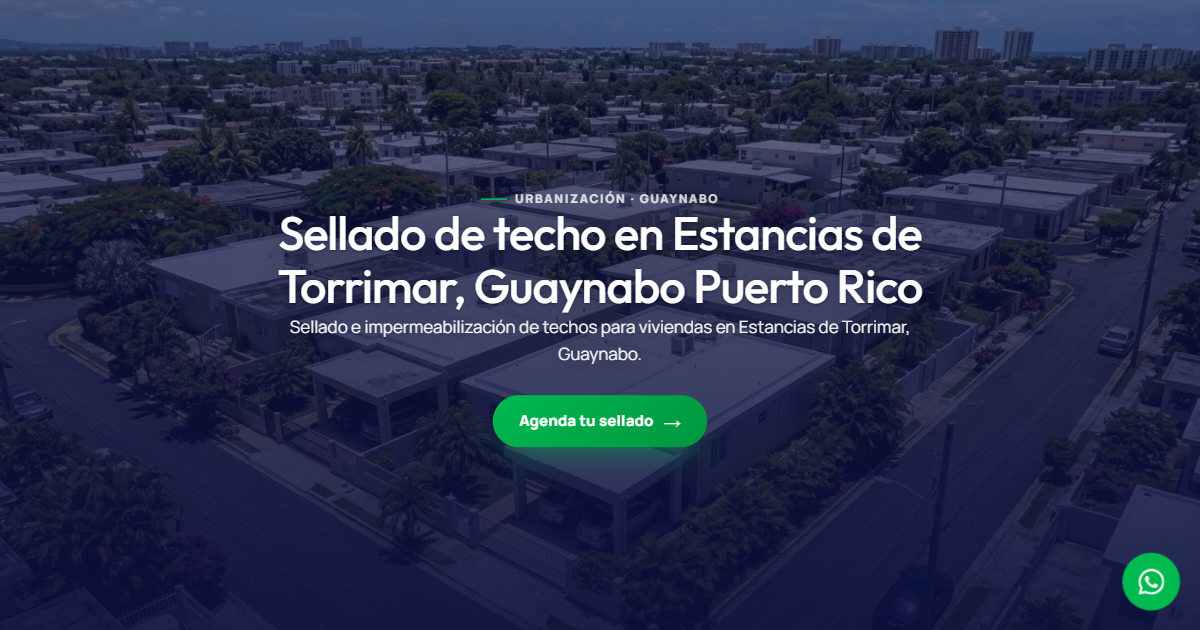 URBANIZACIÓN · GUAYNABO
Sellado de techo en Estancias de
Torrimar, Guaynabo Puerto Rico
Sellado e impermeabilización de techos para viviendas en Estancias de Torrimar,
Guaynabo.
Agenda tu sellado →